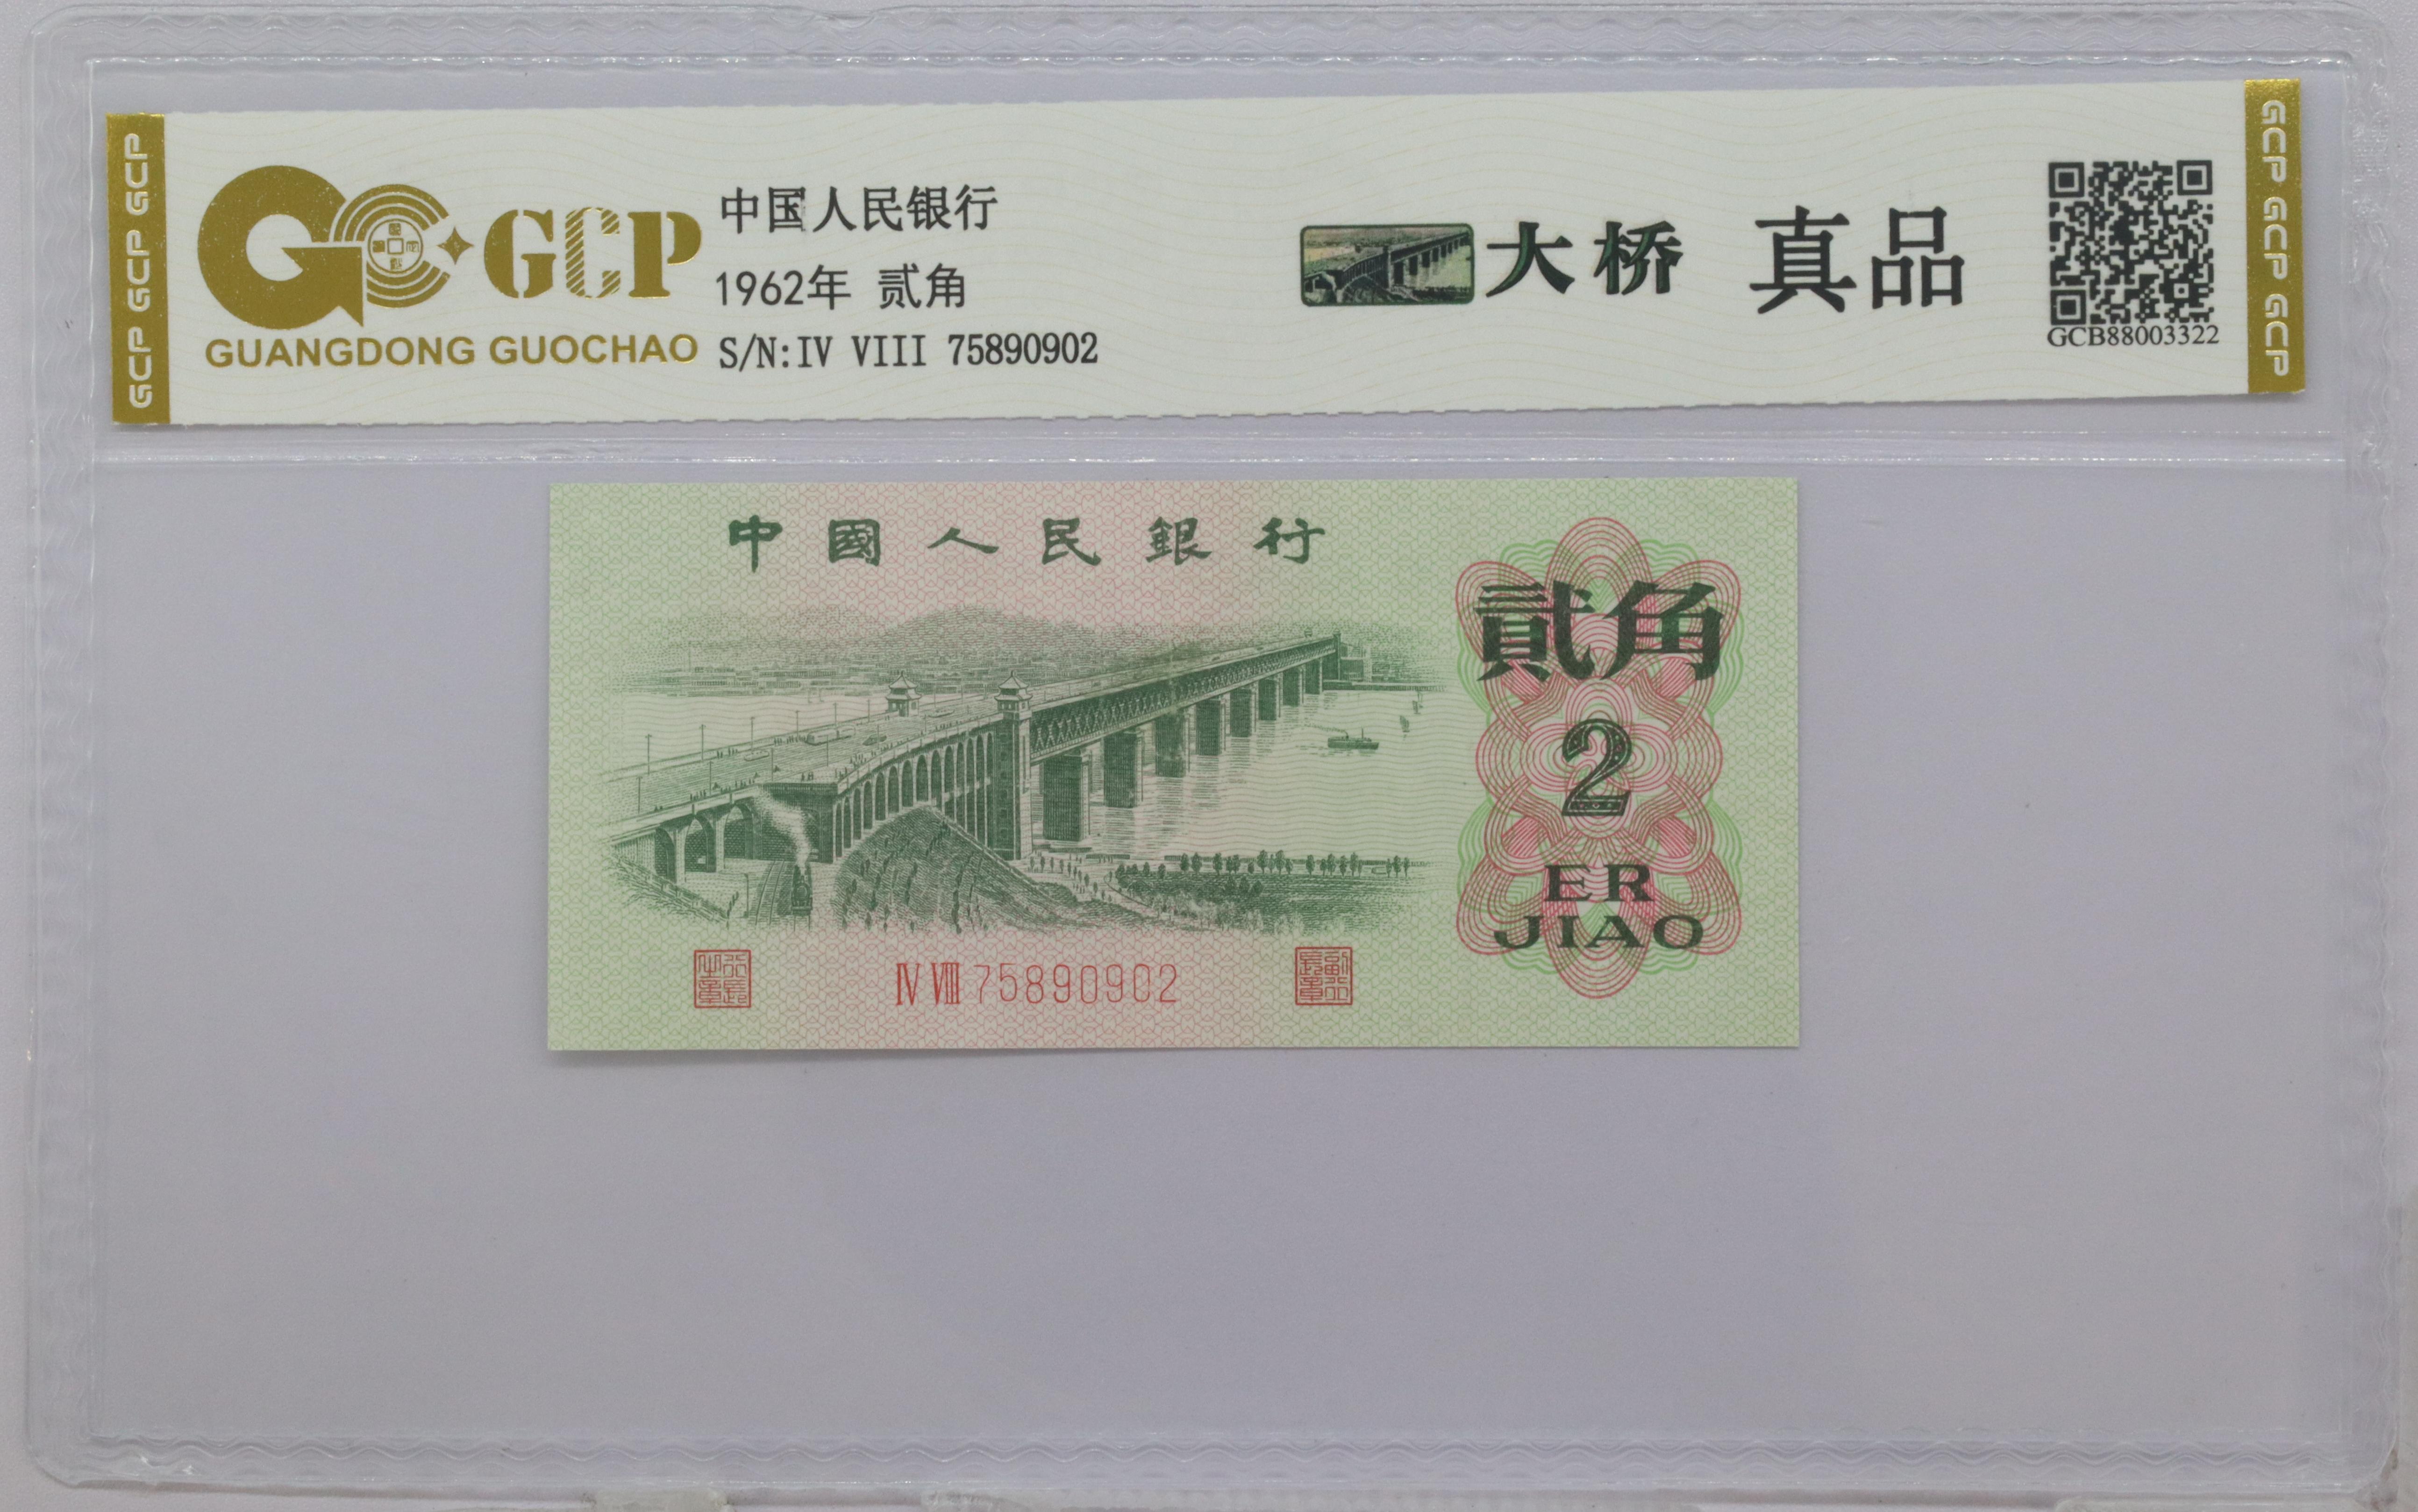 GCP GCP GCP
GCP
GUANGDONG GUOCHAO
中国人民银行
1962年 贰角
S/N:IV VIII 75890902
大桥 真品
GCB88003322
GCP GCP GCP
中國人民銀行
貳角
2
ER
JIAO
IV VIII 75890902